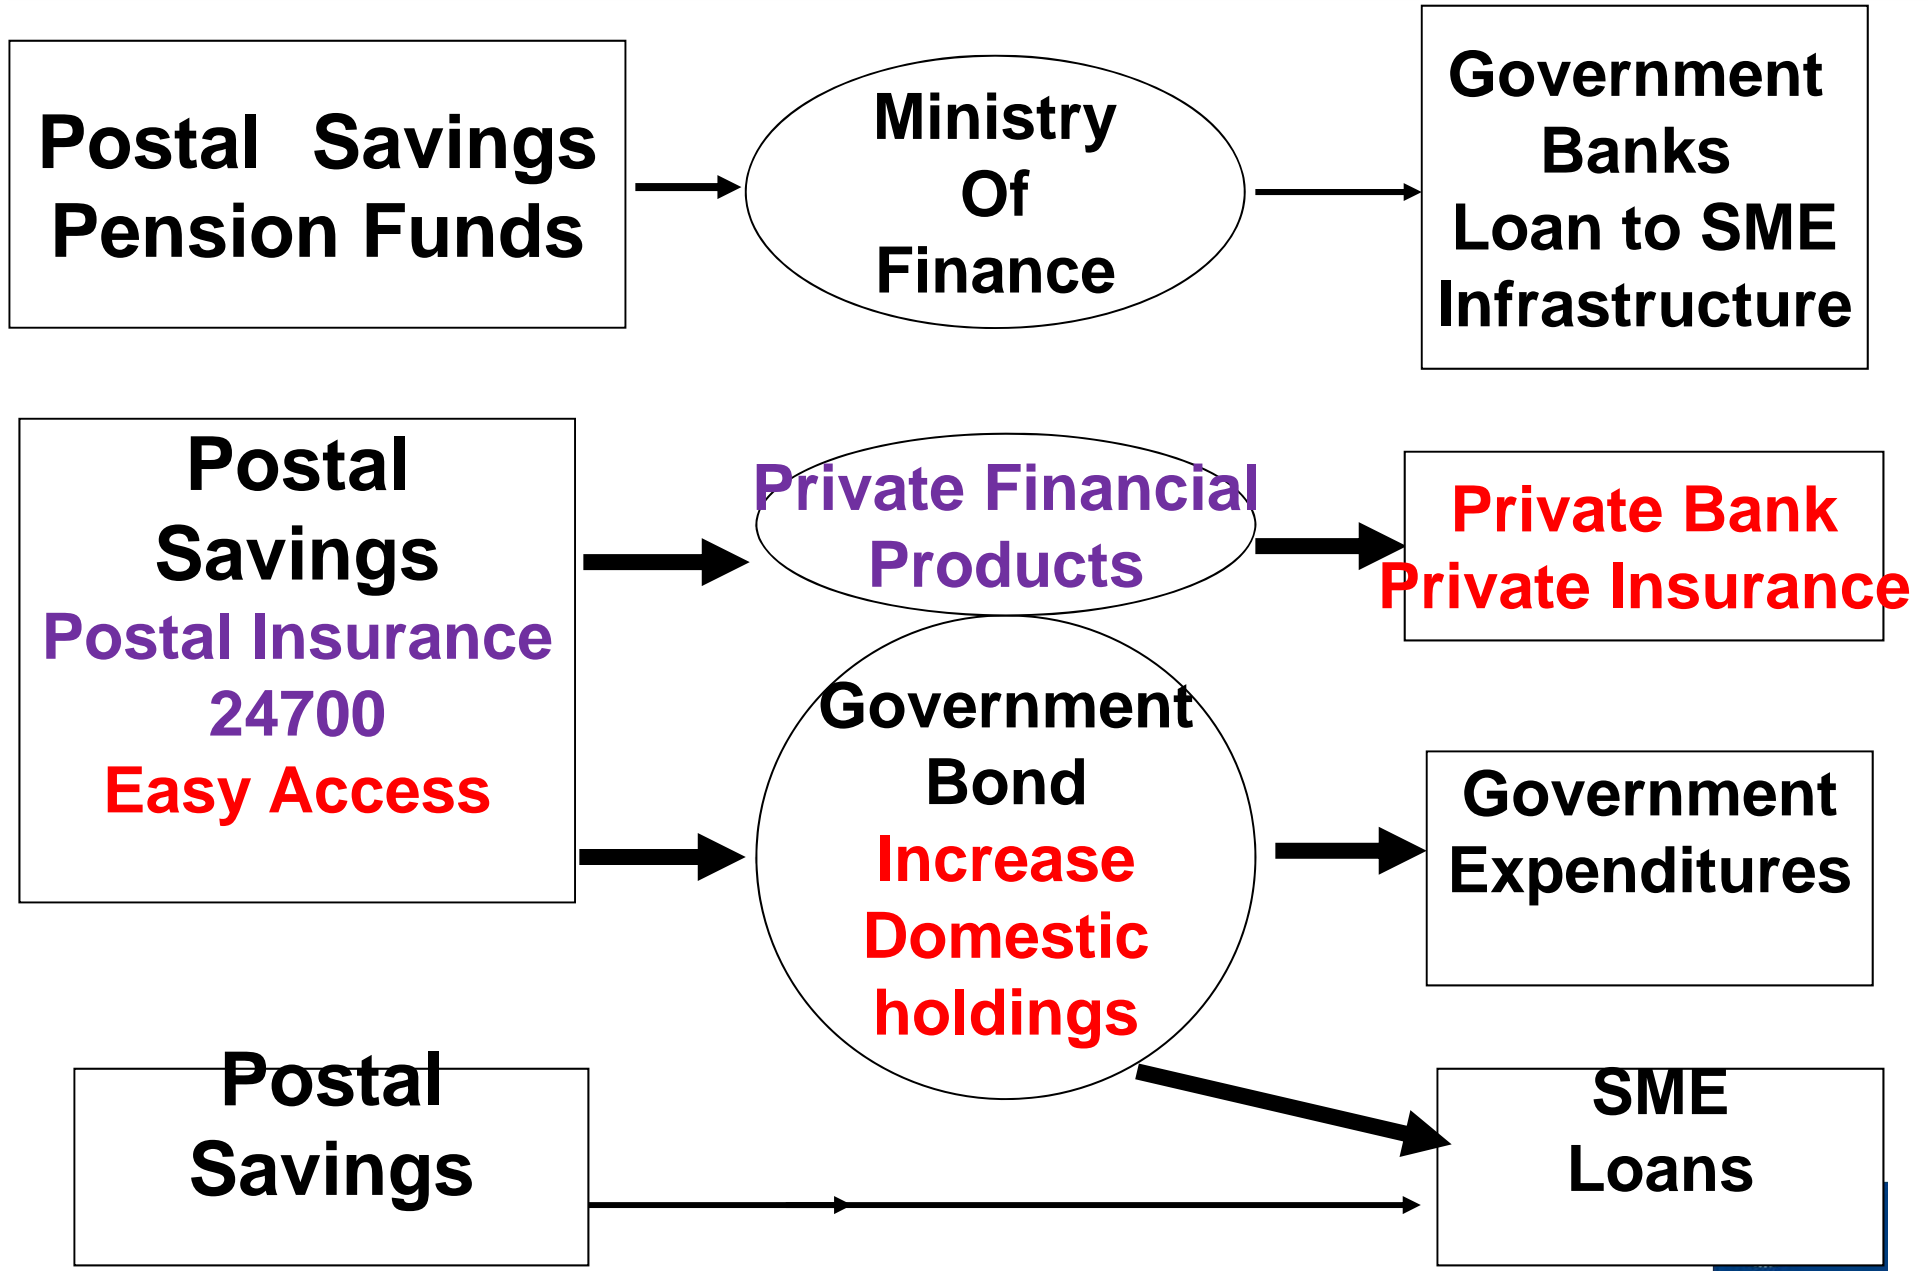 Postal Savings
Pension Funds
Ministry
Of
Finance
Government
Banks
Loan to SME
Infrastructure
Postal
Savings
Postal Insurance
24700
Easy Access
Private Financial
Products
Private Bank
Private Insurance
Government
Bond
Increase
Domestic
holdings
Government
Expenditures
Postal
Savings
SME
Loans